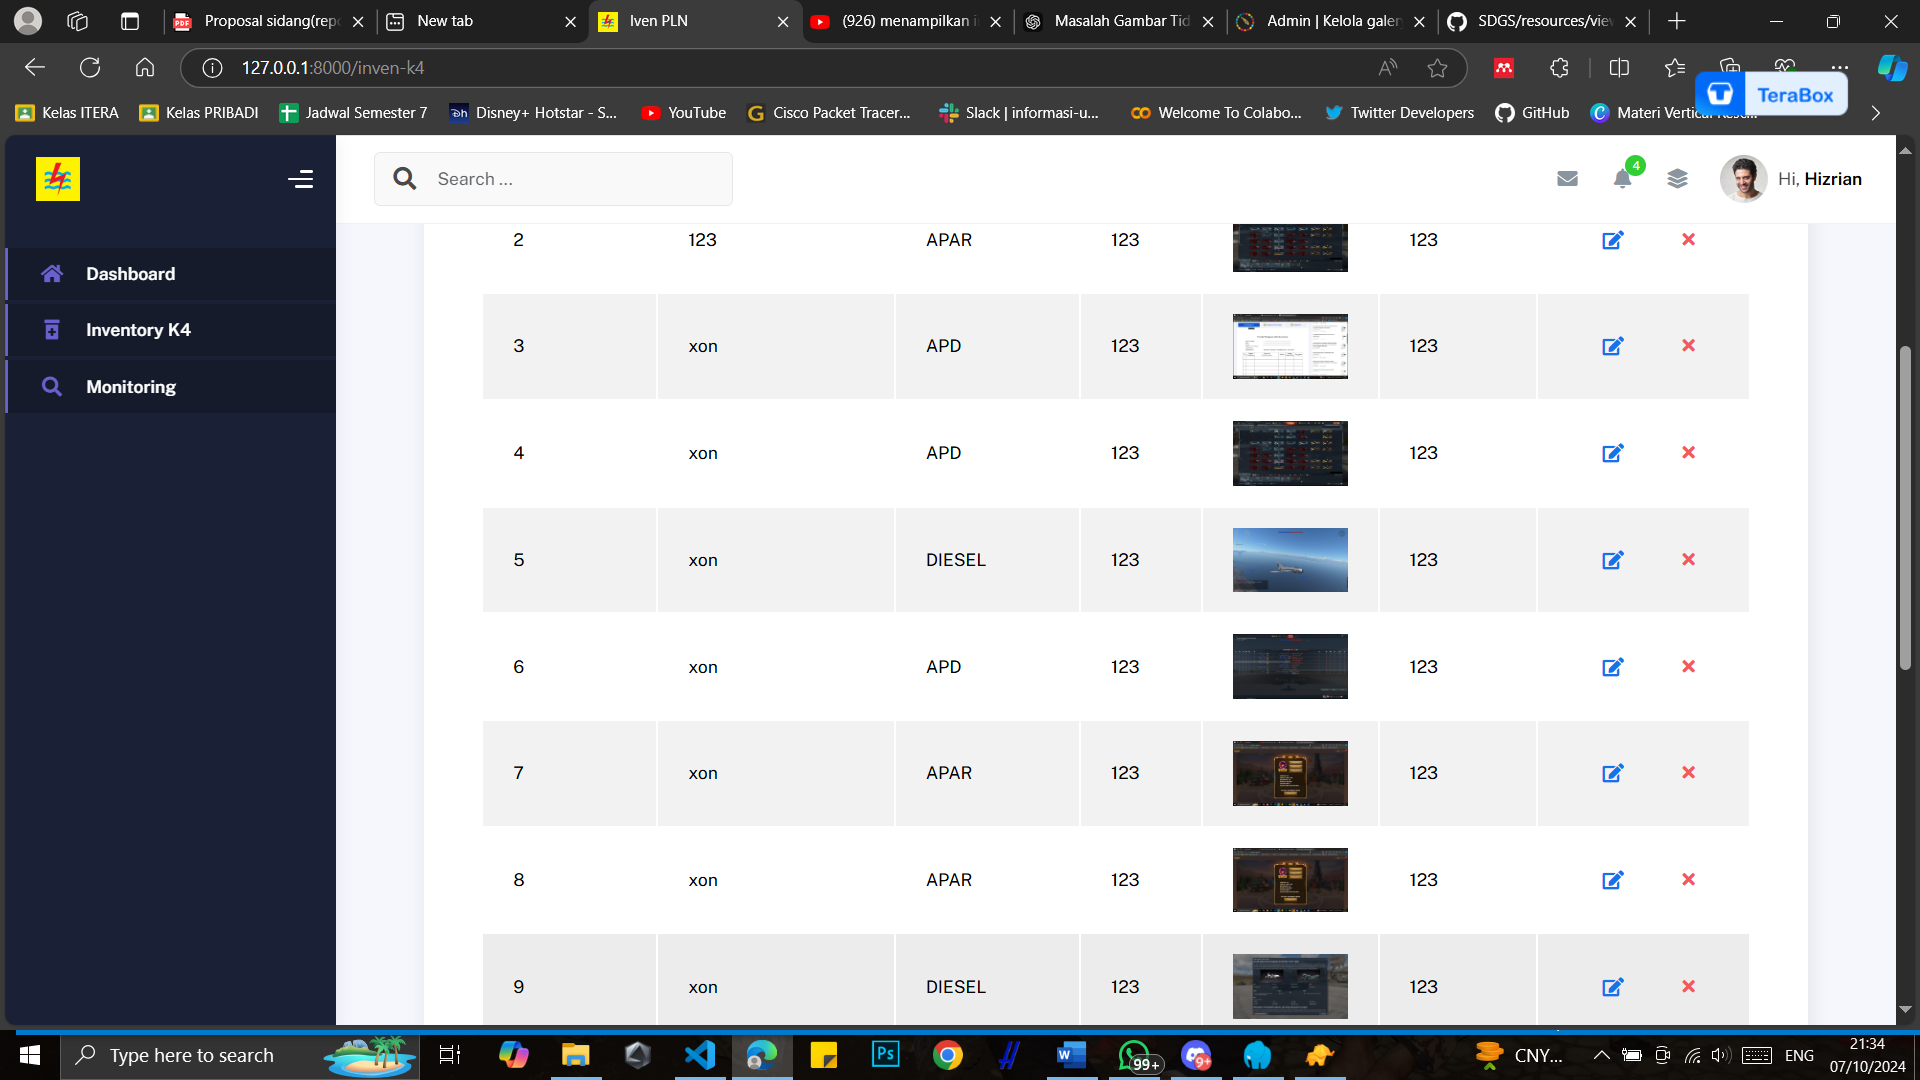 Proposal sidang(rep
New tab
Iven PLN
(926) menampilkan i
Masalah Gambar Tid
Admin | Kelola galer
SDGS/resources/viev
127.0.0.1:8000/inven-k4
TeraBox
Kelas ITERA
Kelas PRIBADI
Jadwal Semester 7
Disney+ Hotstar - S...
YouTube
Cisco Packet Tracer...
Slack | informasi-u...
Welcome To Colabo...
Twitter Developers
GitHub
Search ...
4
Hi, Hizrian
Dashboard
Inventory K4
Monitoring
2 123 APAR 123 123
3 xon APD 123 123
4 xon APD 123 123
5 xon DIESEL 123 123
6 xon APD 123 123
7 xon APAR 123 123
8 xon APAR 123 123
9 xon DIESEL 123 123
Type here to search
99+
9+
CNY...
ENG
21:34
07/10/2024